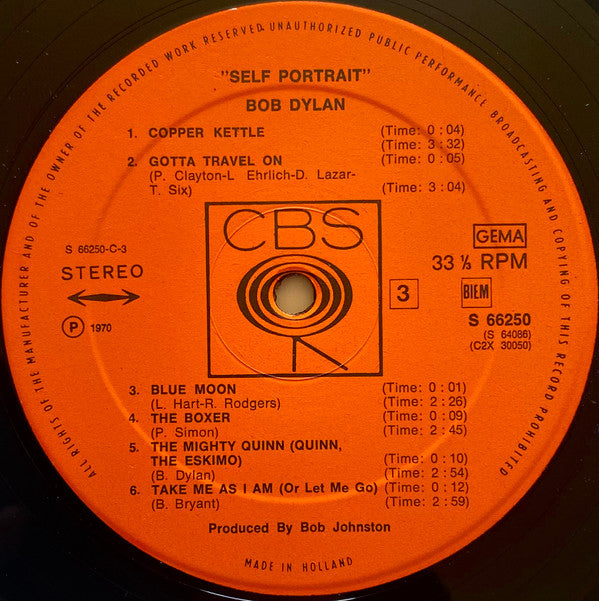 ALL RIGHTS OF THE MANUFACTURER AND OF THE OWNER OF THE RECORDED WORK RESERVED. UNAUTHORIZED PUBLIC PERFORMANCE BROADCASTING AND COPYING OF THIS RECORD PROHIBITED
"SELF PORTRAIT"
BOB DYLAN
1. COPPER KETTLE (Time: 0 : 04)
(Time: 3 : 32)
2. GOTTA TRAVEL ON (Time: 0 : 05)
(P. Clayton-L Ehrlich-D. Lazar-
T. Six) (Time: 3 : 04)
CBS
S 66250-C-3
STEREO
℗ 1970
GEMA
33 ⅓ RPM
3 BIEM
S 66250
(S 64086)
(C2X 30050)
3. BLUE MOON (Time: 0 : 01)
(L. Hart-R. Rodgers) (Time: 2 : 26)
4. THE BOXER (Time: 0 : 09)
(P. Simon) (Time: 2 : 45)
5. THE MIGHTY QUINN (QUINN,
THE ESKIMO) (Time: 0 : 10)
(B. Dylan) (Time: 2 : 54)
6. TAKE ME AS I AM (Or Let Me Go) (Time: 0 : 12)
(B. Bryant) (Time: 2 : 59)
Produced By Bob Johnston
MADE IN HOLLAND